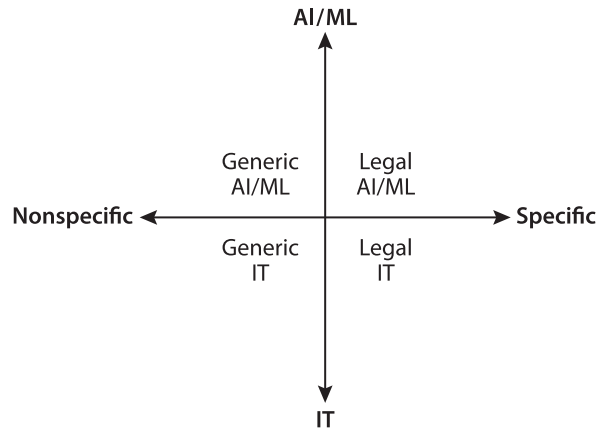 AI/ML
Generic
AI/ML
Legal
AI/ML
Nonspecific
Specific
Generic
IT
Legal
IT
IT